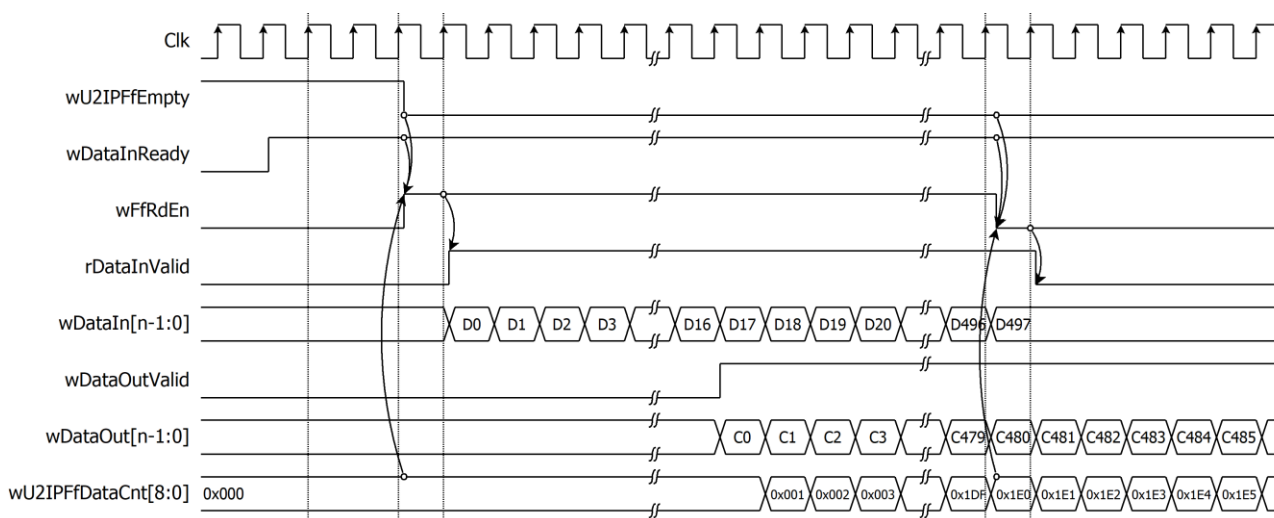 Clk
wU2IPFfEmpty
wDataInReady
wFfRdEn
rDataInValid
wDataIn[n-1:0] D0 D1 D2 D3 D16 D17 D18 D19 D20 D496 D497
wDataOutValid
wDataOut[n-1:0] C0 C1 C2 C3 C479 C480 C481 C482 C483 C484 C485
wU2IPFfDataCnt[8:0] 0x000 0x001 0x002 0x003 0x1DF 0x1E0 0x1E1 0x1E2 0x1E3 0x1E4 0x1E5